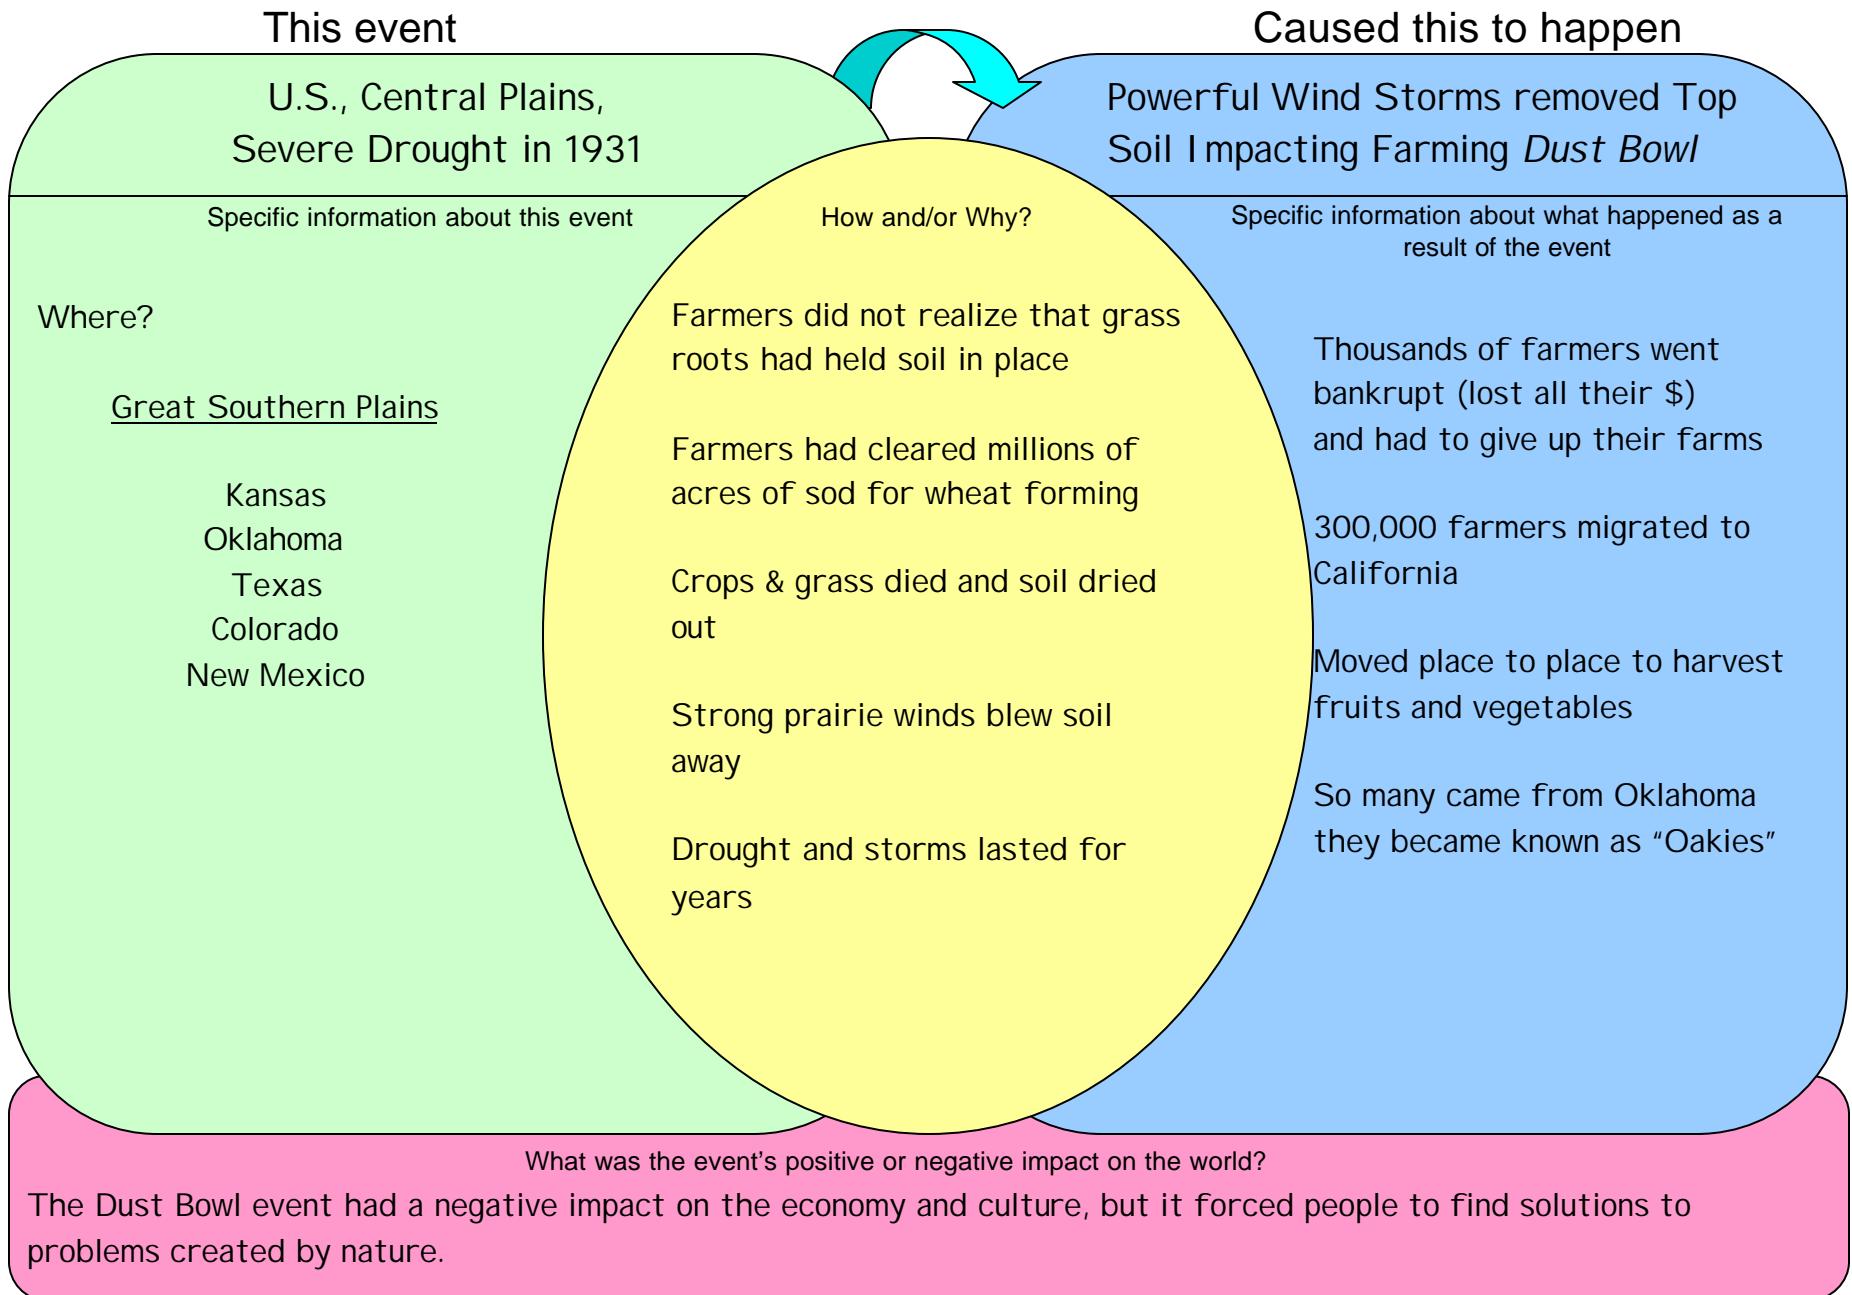 This event
Caused this to happen
U.S., Central Plains,
Severe Drought in 1931
Powerful Wind Storms removed Top
Soil Impacting Farming Dust Bowl
Specific information about this event
Where?
Great Southern Plains
Kansas
Oklahoma
Texas
Colorado
New Mexico
How and/or Why?
Farmers did not realize that grass
roots had held soil in place
Farmers had cleared millions of
acres of sod for wheat forming
Crops & grass died and soil dried
out
Strong prairie winds blew soil
away
Drought and storms lasted for
years
Specific information about what happened as a
result of the event
Thousands of farmers went
bankrupt (lost all their $)
and had to give up their farms
300,000 farmers migrated to
California
Moved place to place to harvest
fruits and vegetables
So many came from Oklahoma
they became known as “Oakies”
What was the event’s positive or negative impact on the world?
The Dust Bowl event had a negative impact on the economy and culture, but it forced people to find solutions to
problems created by nature.